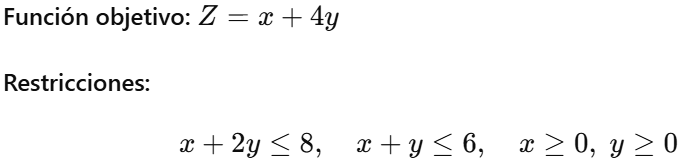 Función objetivo: Z = x + 4y
Restricciones:
x + 2y ≤ 8, x + y ≤ 6, x ≥ 0, y ≥ 0